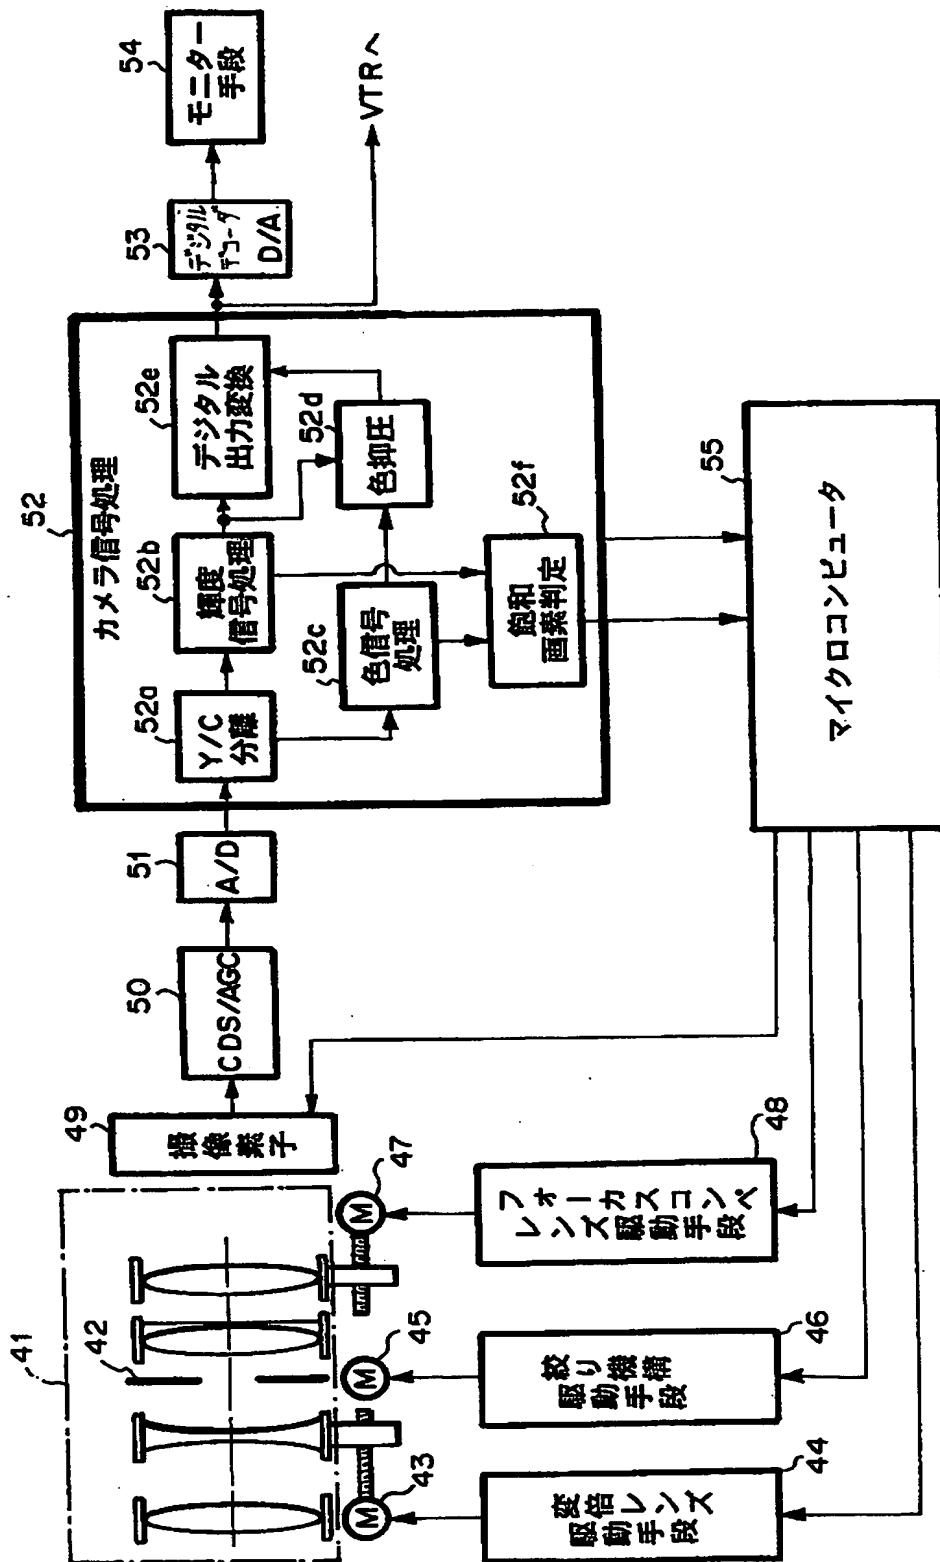 41
42
43
M
45
M
47
M
49
撮像素子
50
CDS/AGC
51
A/D
52
カメラ信号処理
52a
Y/C
分離
52b
輝度
信号処理
52c
色信号
処理
52d
色抑圧
52e
デジタル
出力変換
52f
飽和
画素判定
53
デジタル
デコーダ
D/A
54
モニター
手段
VTRへ
44
変倍レンズ
駆動手段
46
絞り機構
駆動手段
48
フォーカスコンペ
レンズ駆動手段
55
マイクロコンピュータ